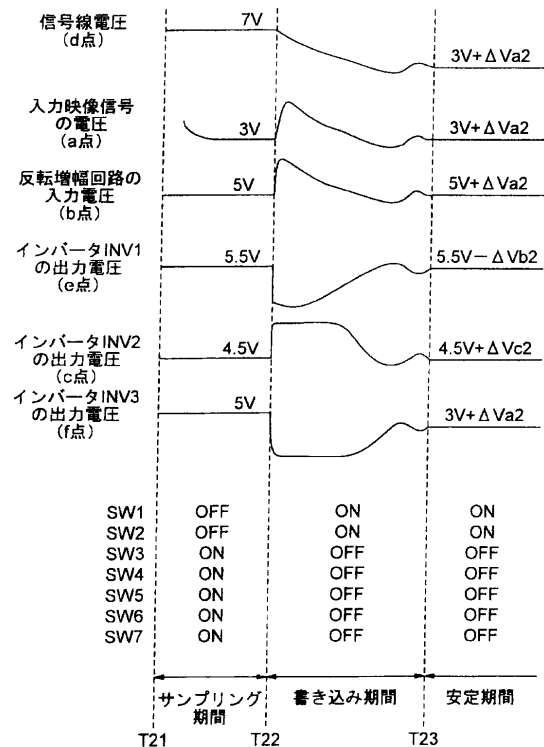 信号線電圧
(d点)
7V
3V+ΔVa2
入力映像信号
の電圧
(a点)
3V
3V+ΔVa2
反転増幅回路の
入力電圧
(b点)
5V
5V+ΔVa2
インバータINV1
の出力電圧
(e点)
5.5V
5.5V－ΔVb2
インバータINV2
の出力電圧
(c点)
4.5V
4.5V+ΔVc2
インバータINV3
の出力電圧
(f点)
5V
3V+ΔVa2
SW1 OFF ON ON
SW2 OFF ON ON
SW3 ON OFF OFF
SW4 ON OFF OFF
SW5 ON OFF OFF
SW6 ON OFF OFF
SW7 ON OFF OFF
サンプリング
期間
書き込み期間
安定期間
T21 T22 T23